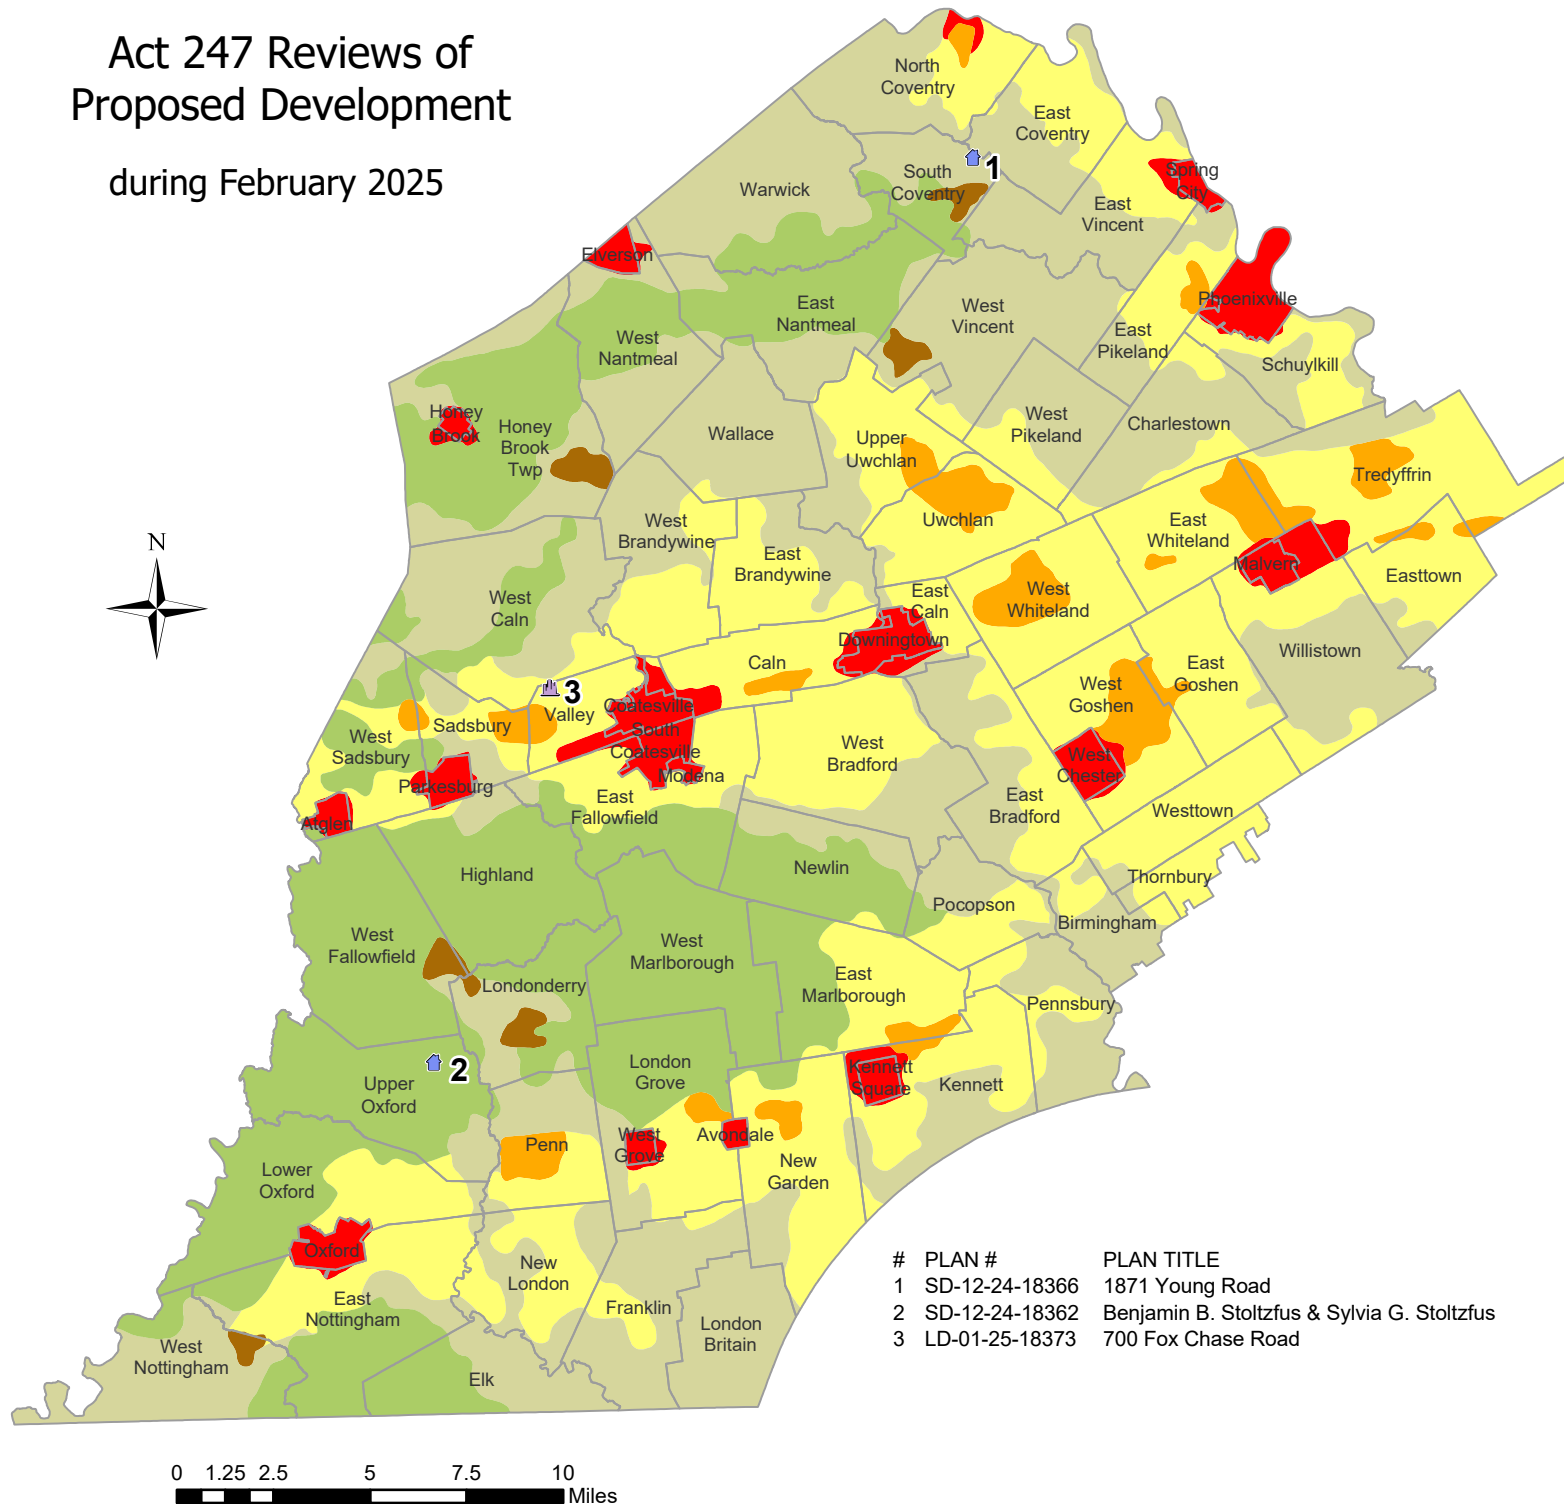 Act 247 Reviews of
Proposed Development
during February 2025
North
Coventry
East
Coventry
1
South
Coventry
Spring
City
Warwick
East
Vincent
Elverson
Phoenixville
East
Nantmeal
West
Vincent
West
Nantmeal
East
Pikeland
Schuylkill
Honey
Brook
Honey
Brook
Twp
Wallace
Upper
Uwchlan
West
Pikeland
Charlestown
Tredyffrin
Uwchlan
West
Brandywine
East
Whiteland
N
East
Brandywine
Malvern
Easttown
West
Caln
East
Caln
West
Whiteland
Downingtown
Willistown
Caln
East
Goshen
3
West
Goshen
Valley
Coatesville
Sadsbury
South
Coatesville
West
Sadsbury
West
Bradford
West
Chester
Modena
Parkesburg
East
Fallowfield
East
Bradford
Westtown
Atglen
Highland
Newlin
Thornbury
Pocopson
Birmingham
West
Fallowfield
West
Marlborough
Londonderry
East
Marlborough
Pennsbury
2
Upper
Oxford
London
Grove
Kennett
Square
Kennett
Penn
West
Grove
Avondale
New
Garden
Lower
Oxford
Oxford
New
London
East
Nottingham
Franklin
London
Britain
West
Nottingham
Elk
# PLAN # PLAN TITLE
1 SD-12-24-18366 1871 Young Road
2 SD-12-24-18362 Benjamin B. Stoltzfus & Sylvia G. Stoltzfus
3 LD-01-25-18373 700 Fox Chase Road
0 1.25 2.5 5 7.5 10
Miles